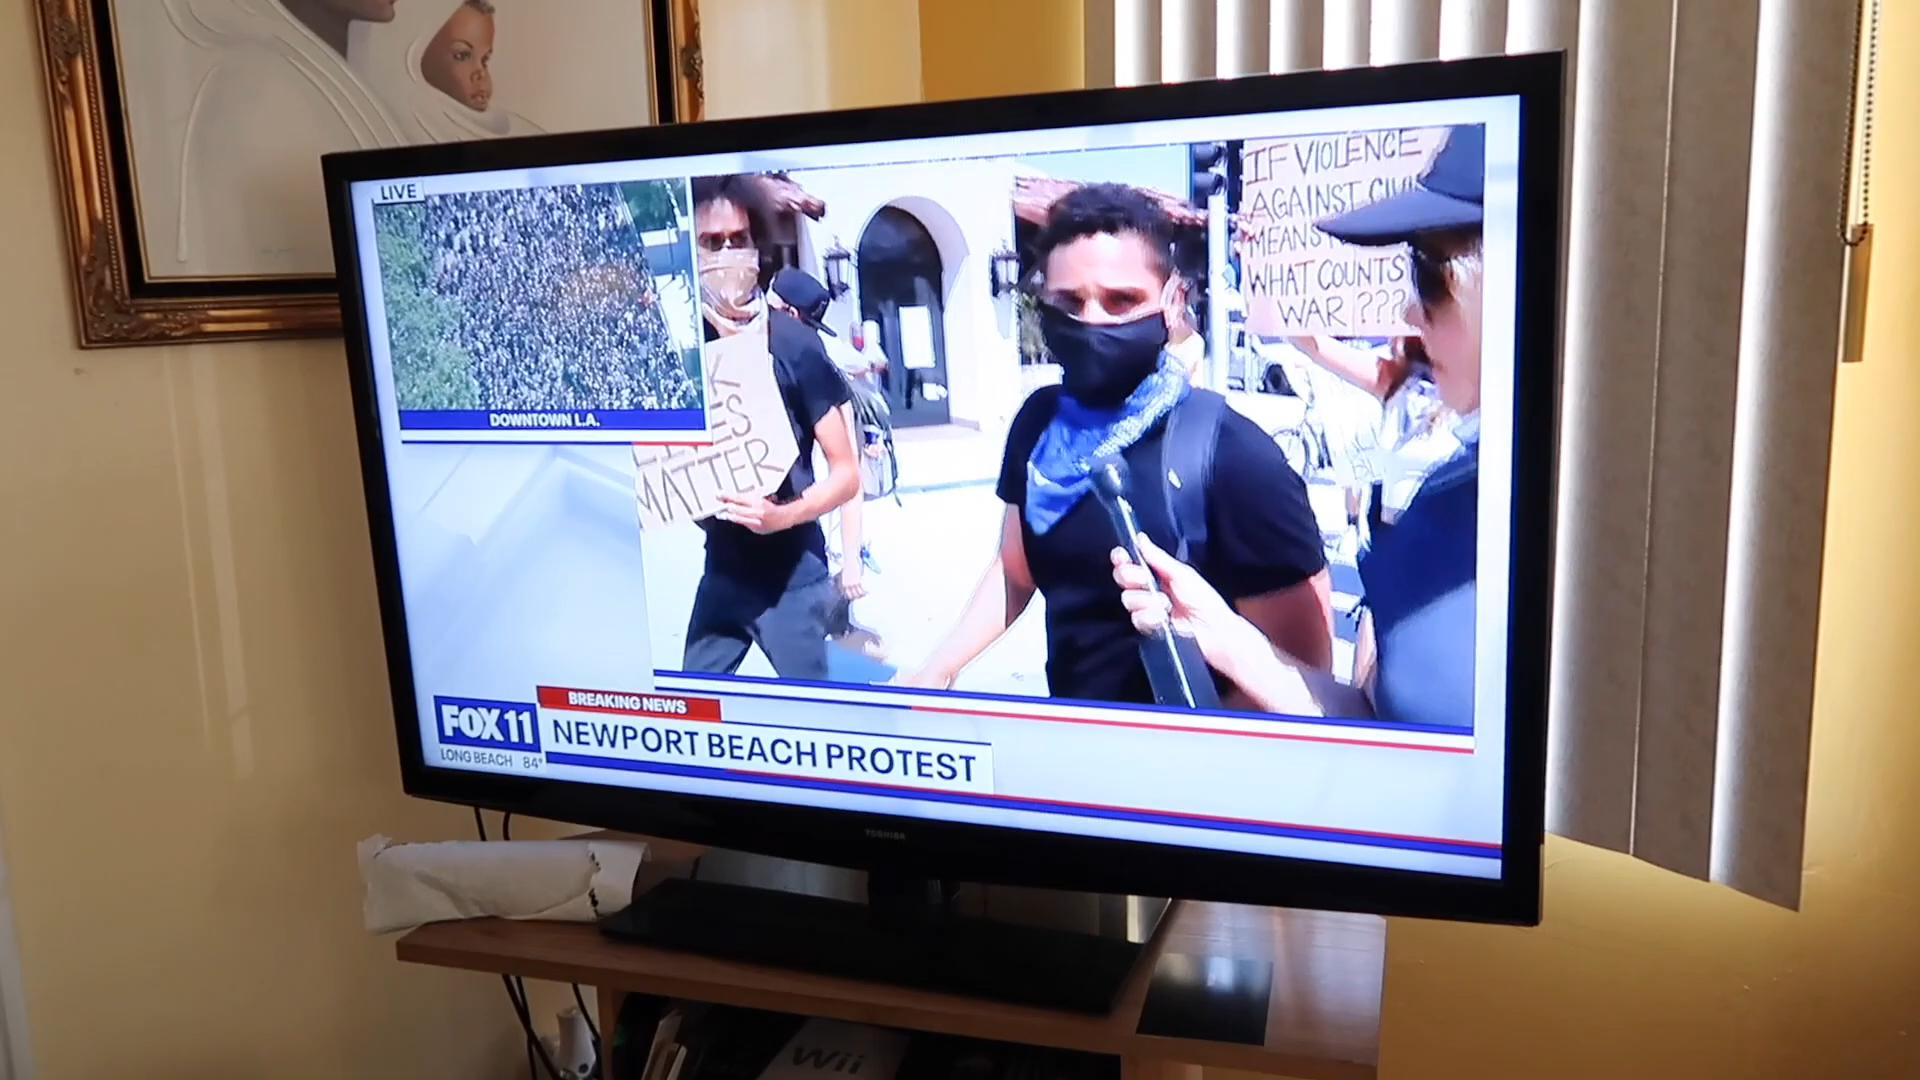 LIVE
DOWNTOWN L.A.
IF VIOLENCE
AGAINST
MEANS
WHAT COUNTS
WAR ???
MATTER
BREAKING NEWS
FOX 11
NEWPORT BEACH PROTEST
LONG BEACH 84°
TOSHIBA
Wii